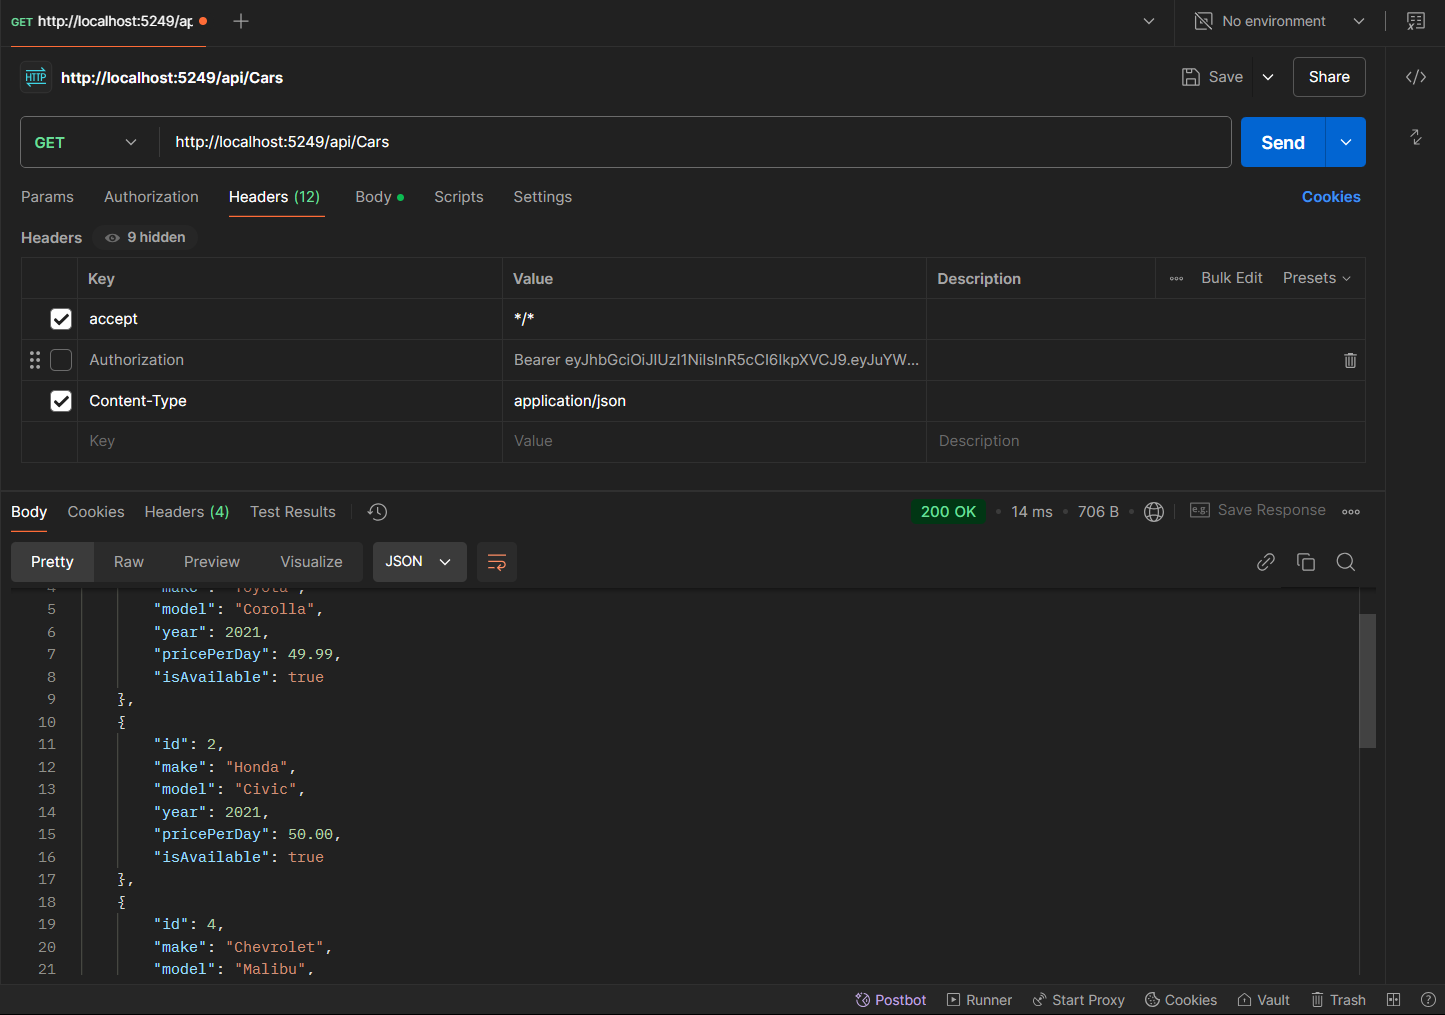 GET http://localhost:5249/ap
No environment
HTTP http://localhost:5249/api/Cars
Save
Share
GET
http://localhost:5249/api/Cars
Send
Params Authorization Headers (12) Body Scripts Settings Cookies
Headers 9 hidden
Key Value Description Bulk Edit Presets
accept */*
Authorization Bearer eyJhbGciOiJIUzI1NiIsInR5cCI6IkpXVCJ9.eyJuYW...
Content-Type application/json
Key Value Description
Body Cookies Headers (4) Test Results 200 OK 14 ms 706 B e.g. Save Response
Pretty Raw Preview Visualize JSON
4 "make": "Toyota",
5 "model": "Corolla",
6 "year": 2021,
7 "pricePerDay": 49.99,
8 "isAvailable": true
9 },
10 {
11 "id": 2,
12 "make": "Honda",
13 "model": "Civic",
14 "year": 2021,
15 "pricePerDay": 50.00,
16 "isAvailable": true
17 },
18 {
19 "id": 4,
20 "make": "Chevrolet",
21 "model": "Malibu",
Postbot Runner Start Proxy Cookies Vault Trash